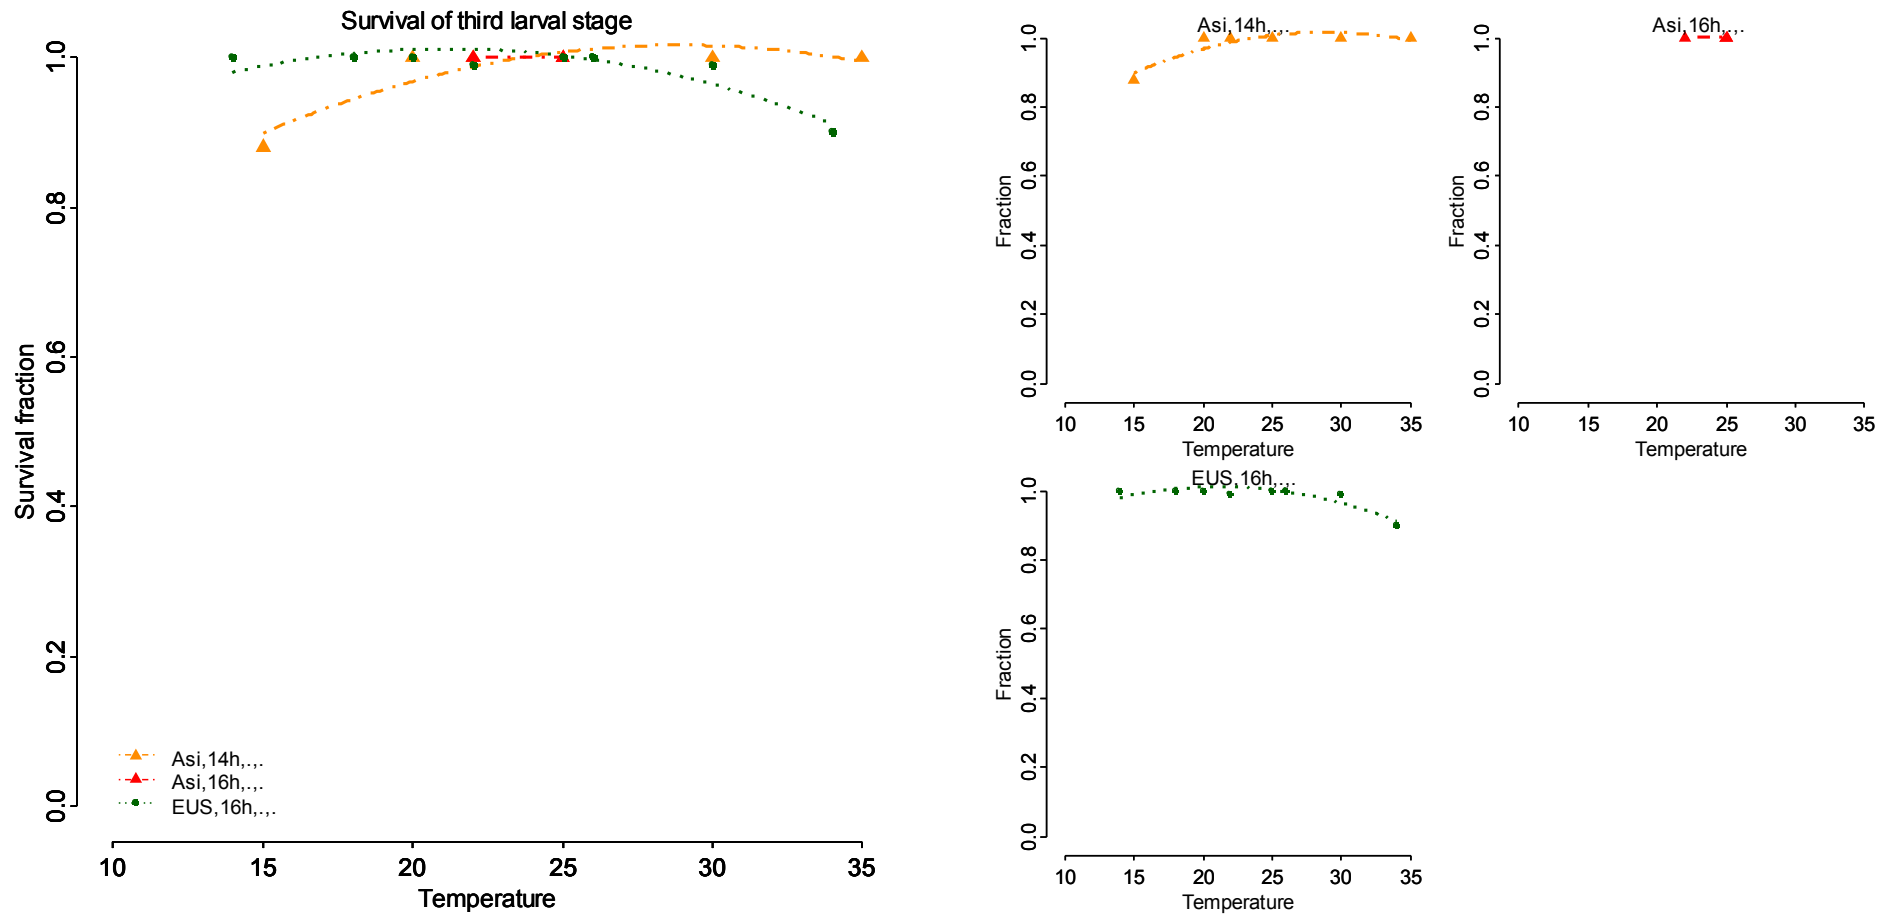 Survival of third larval stage
Survival fraction
1.0
0.8
0.6
0.4
0.2
0.0
Asi,14h,.,.
Asi,16h,.,.
EUS,16h,.,.
10 15 20 25 30 35
Temperature
Asi,14h,.,.
Fraction
1.0
0.8
0.6
0.4
0.2
0.0
10 15 20 25 30 35
Temperature
Asi,16h,.,.
Fraction
1.0
0.8
0.6
0.4
0.2
0.0
10 15 20 25 30 35
Temperature
EUS,16h,.,.
Fraction
1.0
0.8
0.6
0.4
0.2
0.0
10 15 20 25 30 35
Temperature